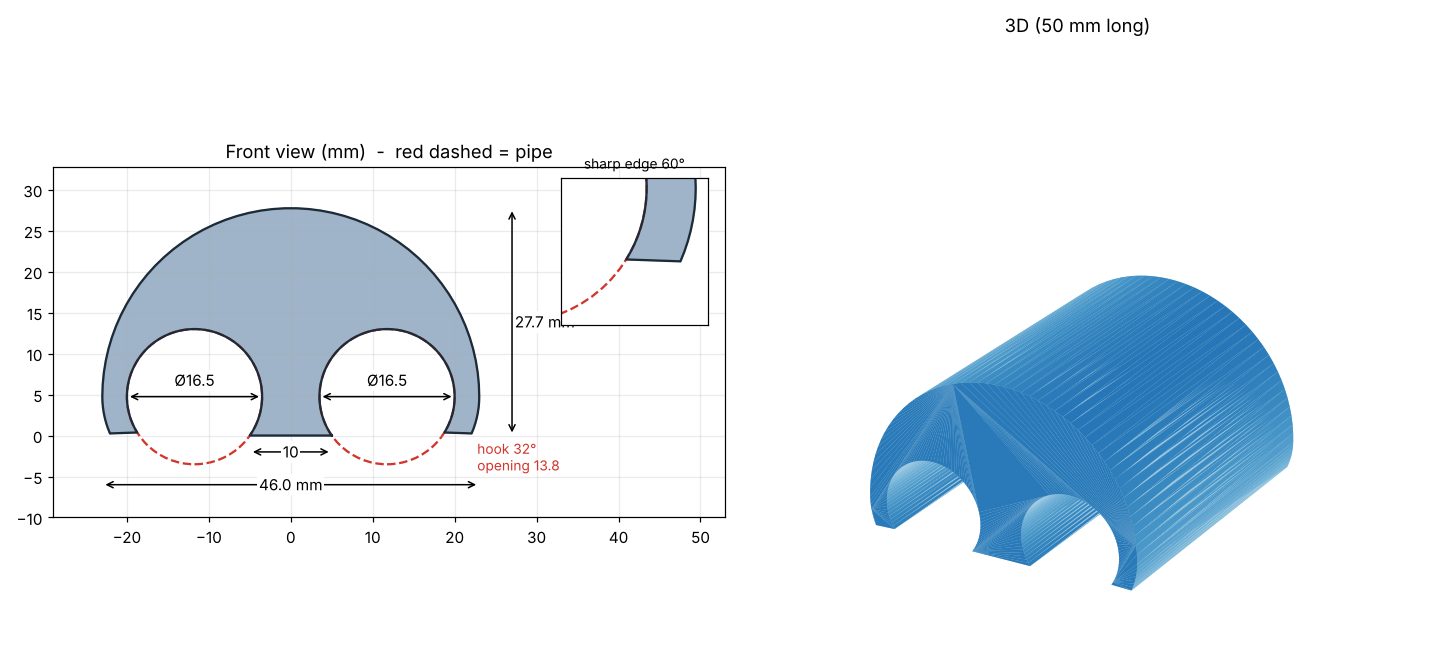 3D (50 mm long)
Front view (mm)  -  red dashed = pipe
sharp edge 60°
30
25
20
15
10
5
0
−5
−10
27.7 m
Ø16.5
Ø16.5
10
46.0 mm
hook 32°
opening 13.8
−20
−10
0
10
20
30
40
50